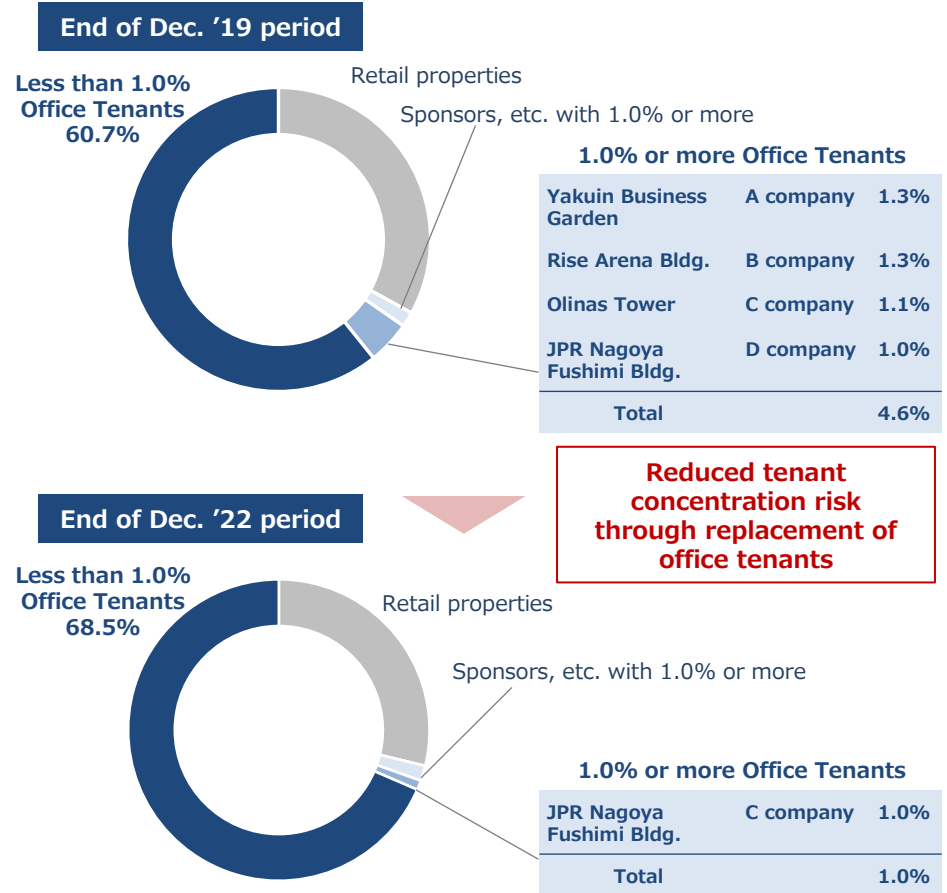 End of Dec. ’19 period
Less than 1.0%
Office Tenants
60.7%
Retail properties
Sponsors, etc. with 1.0% or more
1.0% or more Office Tenants
Yakuin Business Garden A company 1.3%
Rise Arena Bldg. B company 1.3%
Olinas Tower C company 1.1%
JPR Nagoya Fushimi Bldg. D company 1.0%
Total 4.6%
Reduced tenant
concentration risk
through replacement of
office tenants
End of Dec. ’22 period
Less than 1.0%
Office Tenants
68.5%
Retail properties
Sponsors, etc. with 1.0% or more
1.0% or more Office Tenants
JPR Nagoya Fushimi Bldg. C company 1.0%
Total 1.0%